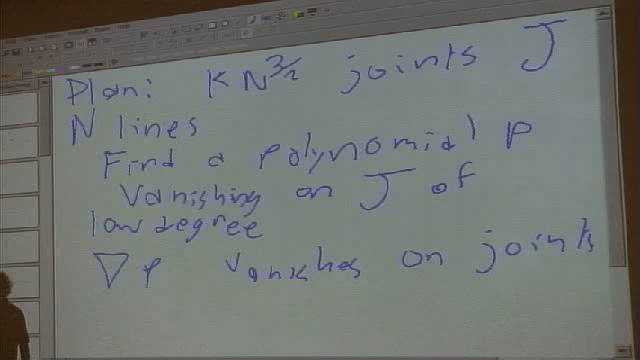 Plan: KN^3/2 joints J
N lines
Find a polynomial p
vanishing on J of
low degree
∇p vanishes on joints